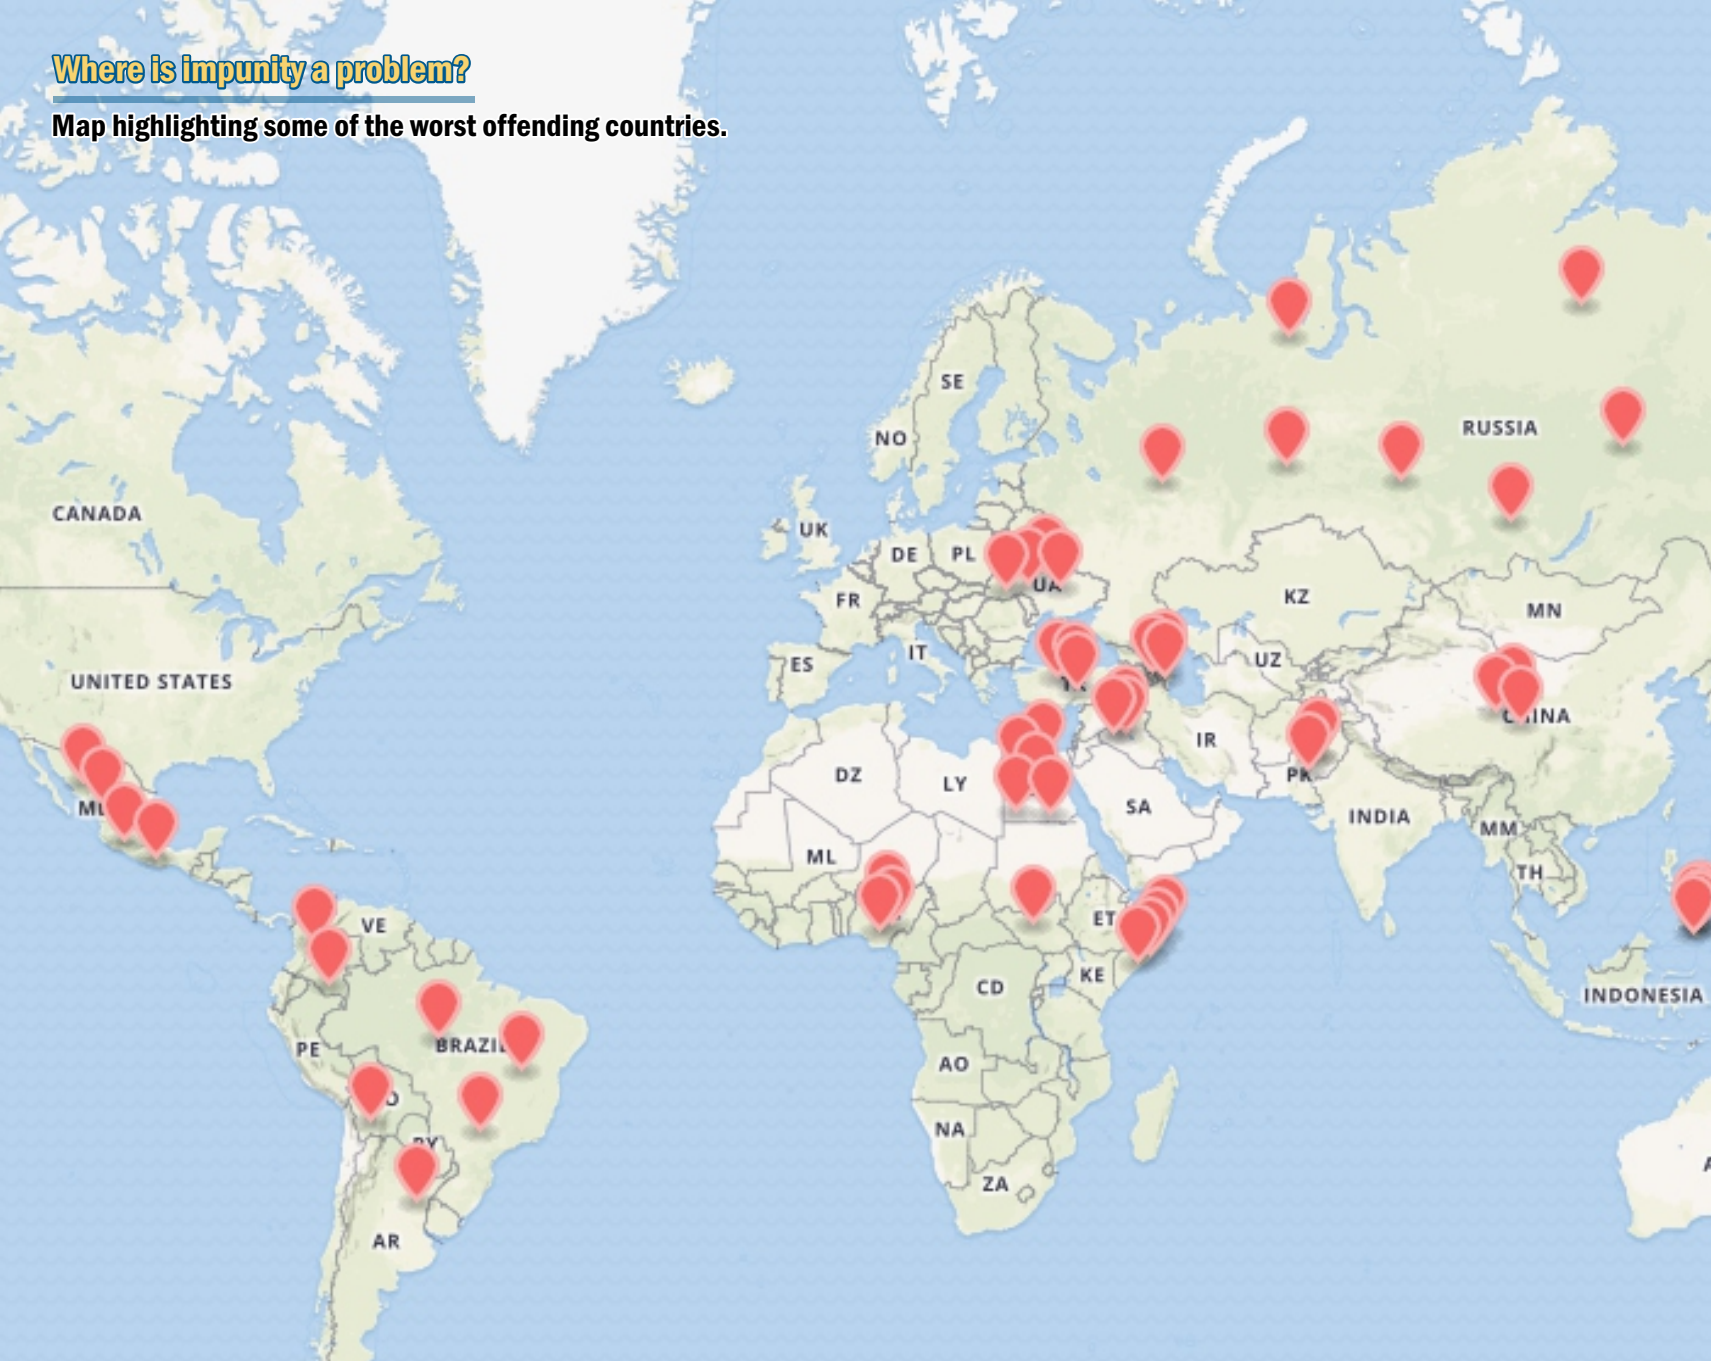 Where is impunity a problem?
Map highlighting some of the worst offending countries.
SE
RUSSIA
NO
CANADA
UK
DE
PL
UA
FR
KZ
MN
IT
ES
UZ
UNITED STATES
CHINA
IR
DZ
LY
PK
SA
INDIA
MM
ML
TH
ET
VE
KE
CD
INDONESIA
BRAZIL
PE
AO
NA
PY
ZA
AR